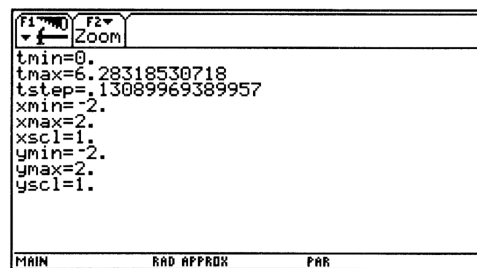 F1 F2
Zoom
tmin=0.
tmax=6.28318530718
tstep=.13089969389957
xmin=-2.
xmax=2.
xscl=1.
ymin=-2.
ymax=2.
yscl=1.
MAIN RAD APPROX PAR